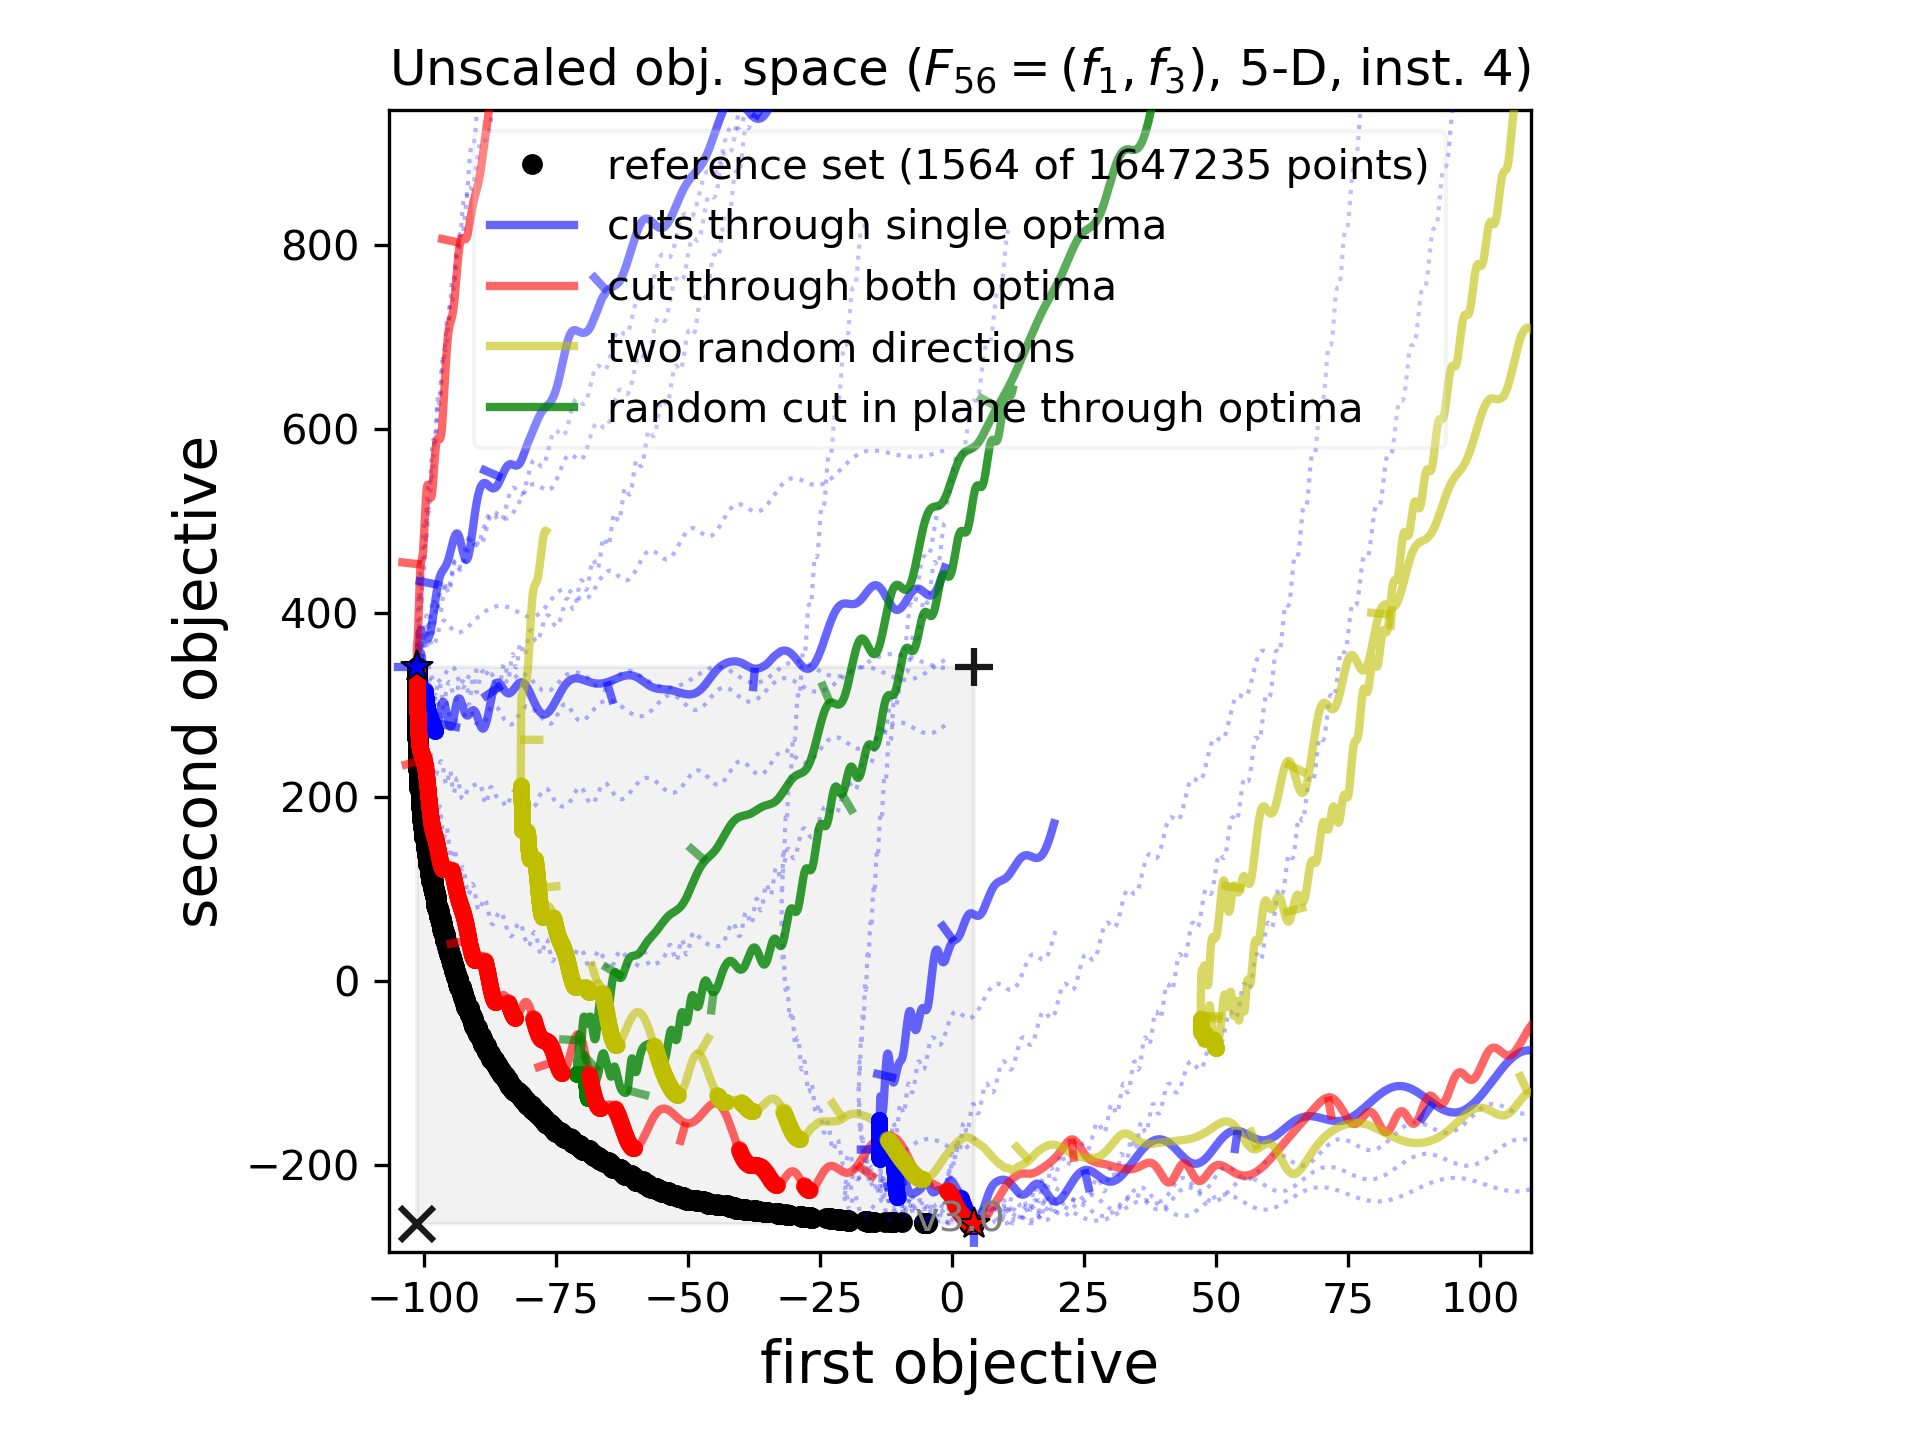 Unscaled obj. space (F₅₆ = (f₁, f₃), 5-D, inst. 4)
reference set (1564 of 1647235 points)
cuts through single optima
cut through both optima
two random directions
random cut in plane through optima
second objective
800
600
400
200
0
−200
v3.0
−100 −75 −50 −25 0 25 50 75 100
first objective